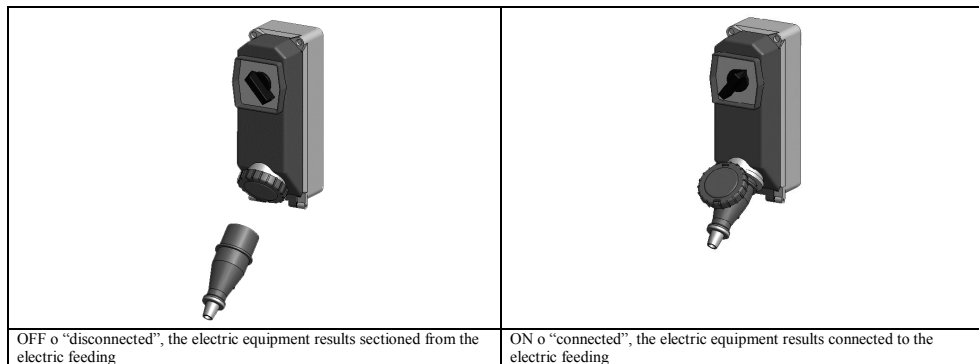 OFF o “disconnected”, the electric equipment results sectioned from the
electric feeding
ON o “connected”, the electric equipment results connected to the
electric feeding